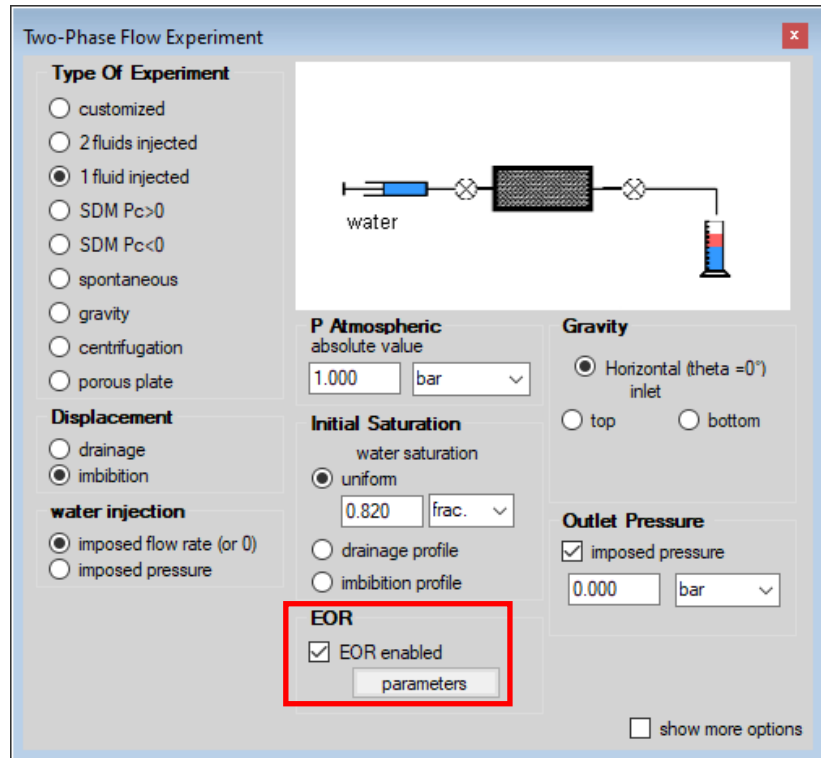 Two-Phase Flow Experiment
x
Type Of Experiment
customized
2 fluids injected
1 fluid injected
SDM Pc>0
SDM Pc<0
spontaneous
gravity
centrifugation
porous plate
Displacement
drainage
imbibition
water injection
imposed flow rate (or 0)
imposed pressure
water
P Atmospheric
absolute value
1.000 bar
Initial Saturation
water saturation
uniform
0.820 frac.
drainage profile
imbibition profile
EOR
EOR enabled
parameters
Gravity
Horizontal (theta =0°)
inlet
top bottom
Outlet Pressure
imposed pressure
0.000 bar
show more options